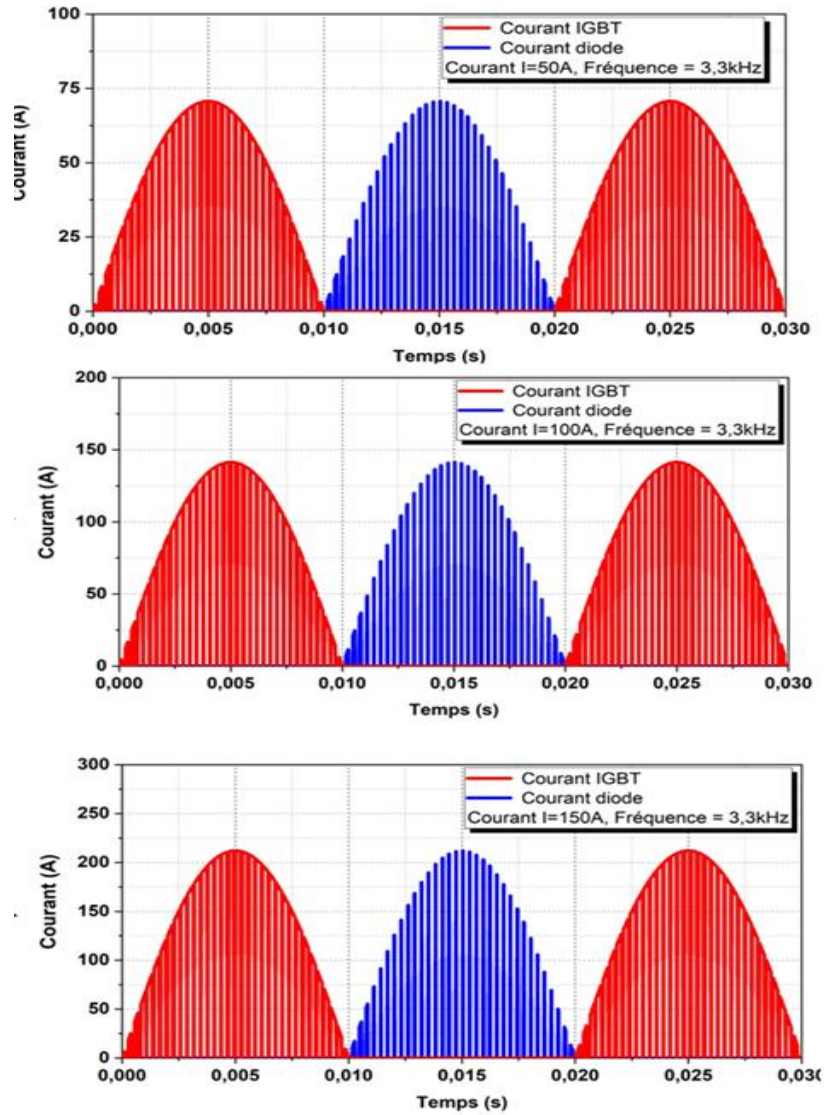 100
75
50
25
0
Courant (A)
Courant IGBT
Courant diode
Courant I=50A, Fréquence = 3,3kHz
0,000 0,005 0,010 0,015 0,020 0,025 0,030
Temps (s)
200
150
100
50
0
Courant (A)
Courant IGBT
Courant diode
Courant I=100A, Fréquence = 3,3kHz
0,000 0,005 0,010 0,015 0,020 0,025 0,030
Temps (s)
300
250
200
150
100
50
0
Courant (A)
Courant IGBT
Courant diode
Courant I=150A, Fréquence = 3,3kHz
0,000 0,005 0,010 0,015 0,020 0,025 0,030
Temps (s)